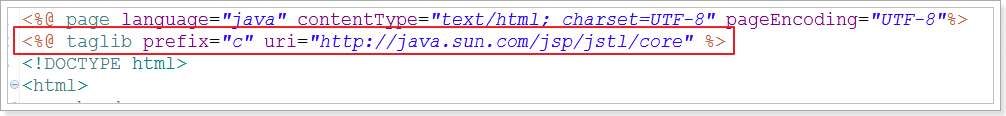 <%@ page language="java" contentType="text/html; charset=UTF-8" pageEncoding="UTF-8"%>
<%@ taglib prefix="c" uri="http://java.sun.com/jsp/jstl/core" %>
<!DOCTYPE html>
<html>